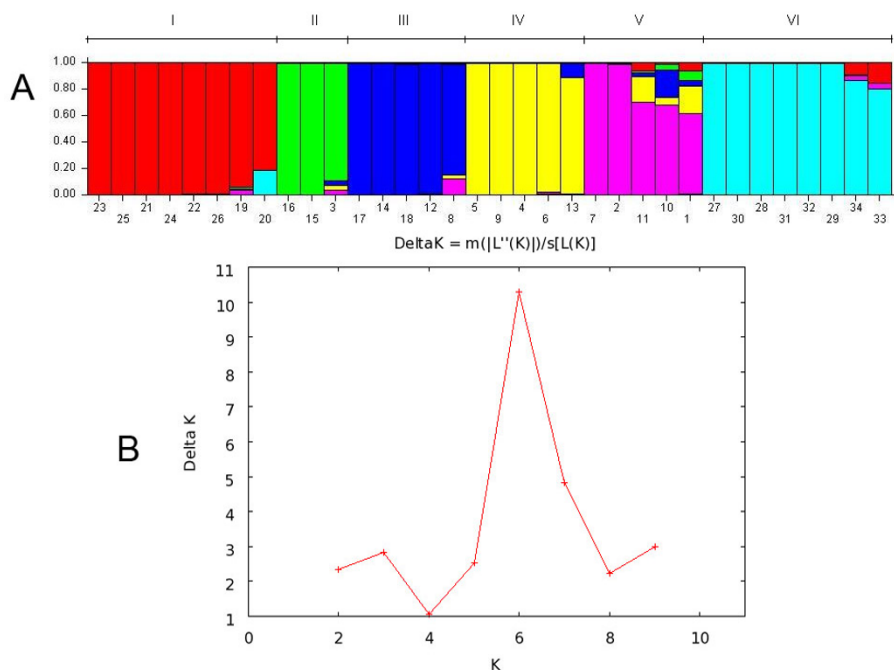 I II III IV V VI
A
1.00
0.80
0.60
0.40
0.20
0.00
23 21 22 19 16 3 14 12 5 4 13 2 10 27 28 32 34
25 24 26 20 15 17 18 8 9 6 7 11 1 30 31 29 33
DeltaK = m(|L''(K)|)/s[L(K)]
B
Delta K
11
10
9
8
7
6
5
4
3
2
1
0 2 4 6 8 10
K